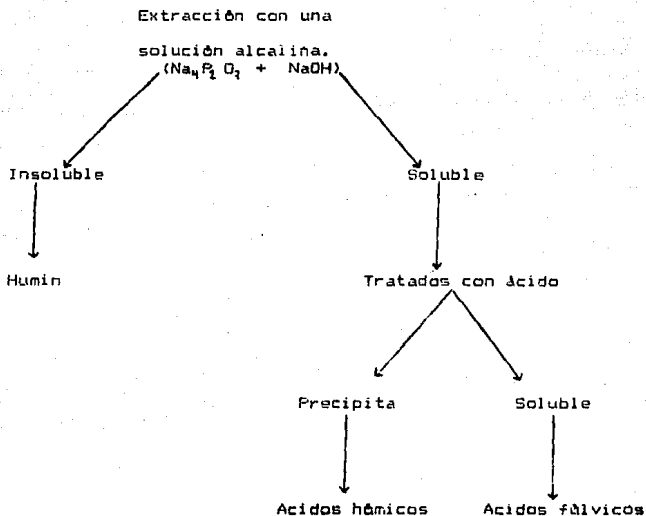 Extracción con una
solución alcalina.
(Na₄P₂O₇ + NaOH)
Insoluble Soluble
Humin Tratados con ácido
Precipita Soluble
Acidos húmicos Acidos fúlvicos